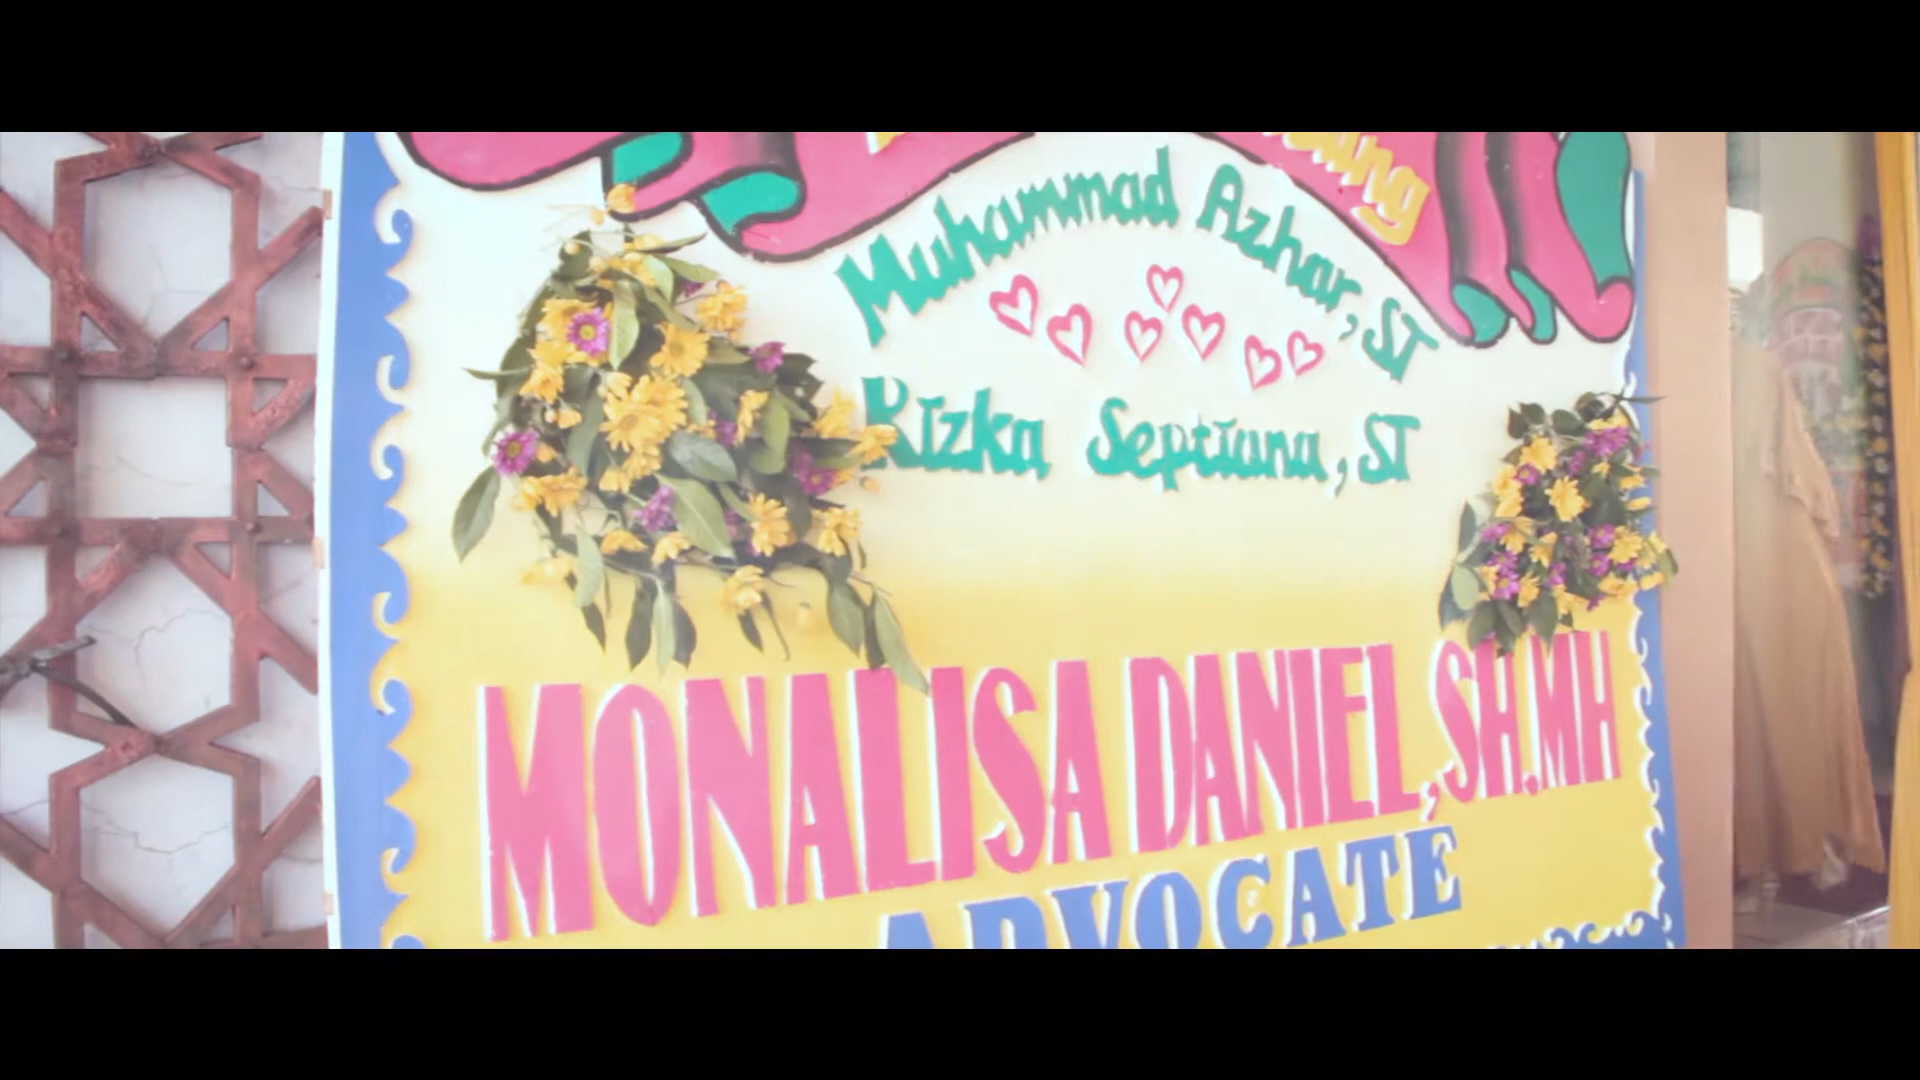 Muhammad Azhar, ST
Rizka Septiana, ST
MONALISA DANIEL, SH.MH
ADVOCATE